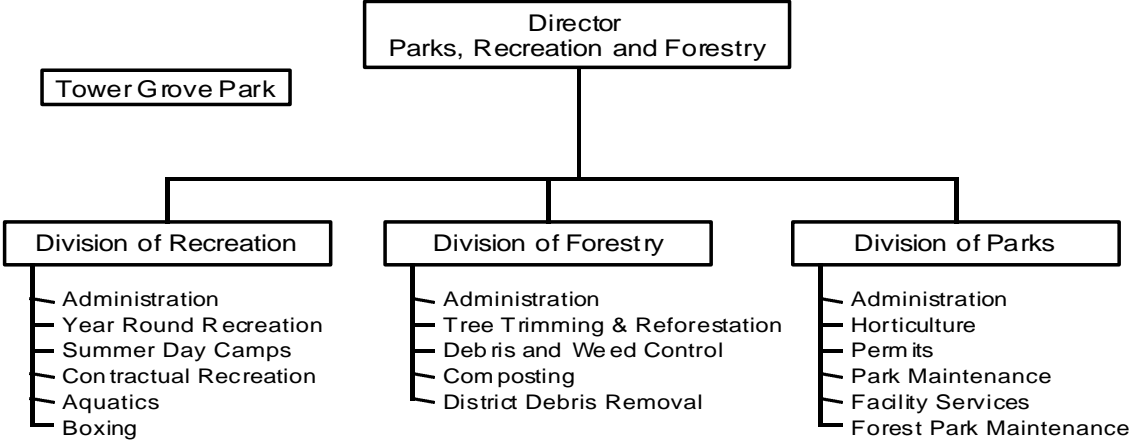 Director
Parks, Recreation and Forestry
Tower Grove Park
Division of Recreation
Administration
Year Round Recreation
Summer Day Camps
Contractual Recreation
Aquatics
Boxing
Division of Forestry
Administration
Tree Trimming & Reforestation
Debris and Weed Control
Composting
District Debris Removal
Division of Parks
Administration
Horticulture
Permits
Park Maintenance
Facility Services
Forest Park Maintenance